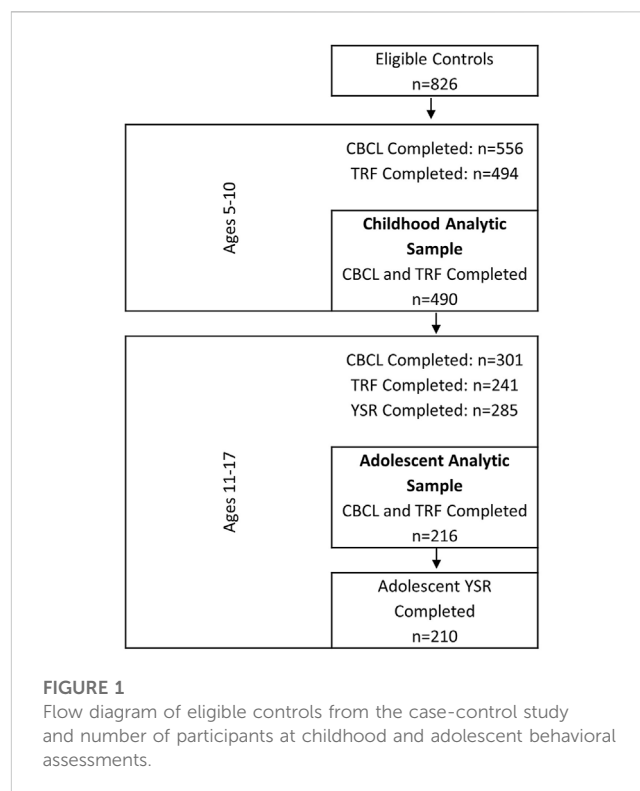 Eligible Controls
n=826
Ages 5-10
CBCL Completed: n=556
TRF Completed: n=494
Childhood Analytic
Sample
CBCL and TRF Completed
n=490
Ages 11-17
CBCL Completed: n=301
TRF Completed: n=241
YSR Completed: n=285
Adolescent Analytic
Sample
CBCL and TRF Completed
n=216
Adolescent YSR
Completed
n=210
FIGURE 1
Flow diagram of eligible controls from the case-control study
and number of participants at childhood and adolescent behavioral
assessments.